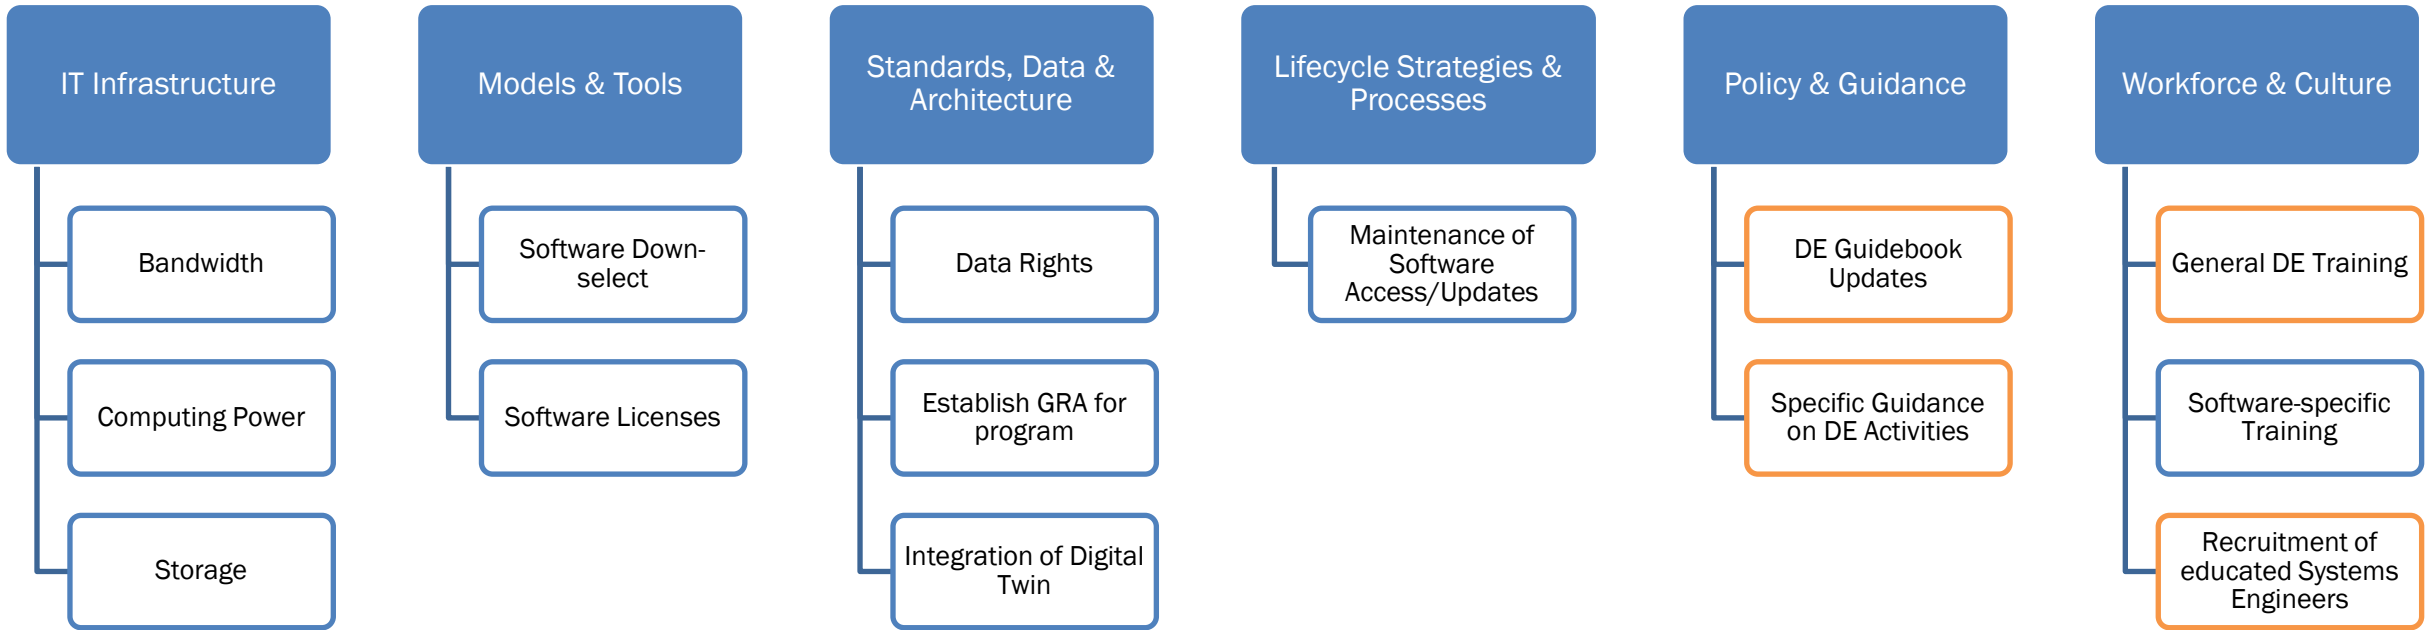 IT Infrastructure
Bandwidth
Computing Power
Storage
Models & Tools
Software Down-
select
Software Licenses
Standards, Data &
Architecture
Data Rights
Establish GRA for
program
Integration of Digital
Twin
Lifecycle Strategies &
Processes
Maintenance of
Software
Access/Updates
Policy & Guidance
DE Guidebook
Updates
Specific Guidance
on DE Activities
Workforce & Culture
General DE Training
Software-specific
Training
Recruitment of
educated Systems
Engineers